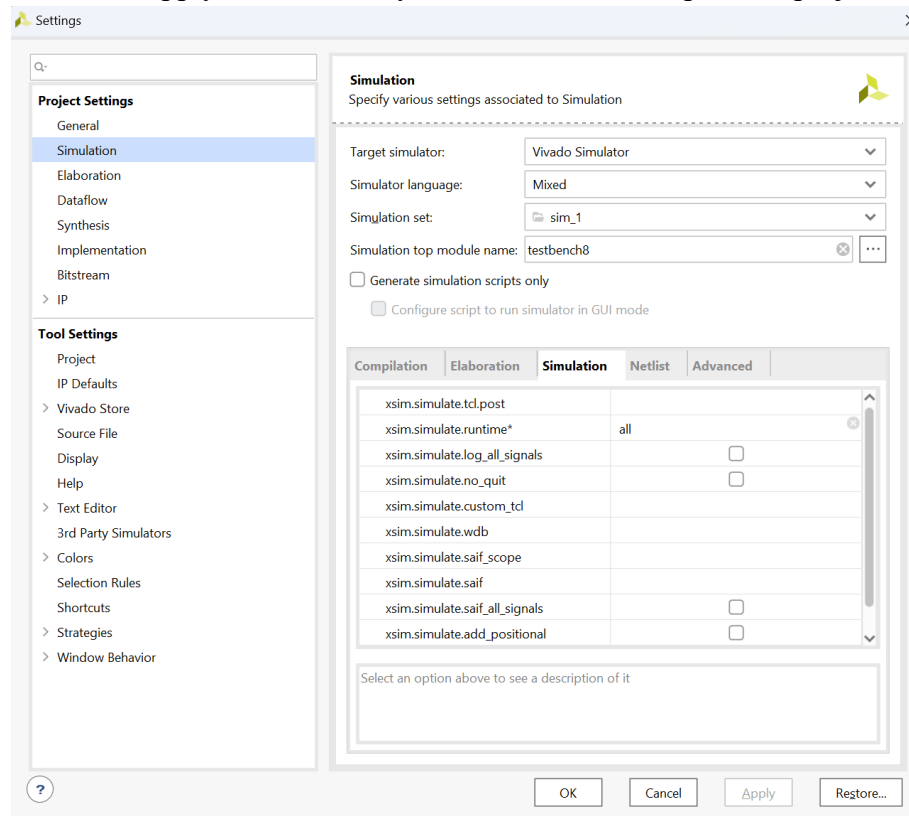 Settings
Project Settings
General
Simulation
Elaboration
Dataflow
Synthesis
Implementation
Bitstream
IP
Tool Settings
Project
IP Defaults
Vivado Store
Source File
Display
Help
Text Editor
3rd Party Simulators
Colors
Selection Rules
Shortcuts
Strategies
Window Behavior
Simulation
Specify various settings associated to Simulation
Target simulator: Vivado Simulator
Simulator language: Mixed
Simulation set: sim_1
Simulation top module name: testbench8 ...
Generate simulation scripts only
Configure script to run simulator in GUI mode
Compilation Elaboration Simulation Netlist Advanced
xsim.simulate.tcl.post
xsim.simulate.runtime* all
xsim.simulate.log_all_signals
xsim.simulate.no_quit
xsim.simulate.custom_tcl
xsim.simulate.wdb
xsim.simulate.saif_scope
xsim.simulate.saif
xsim.simulate.saif_all_signals
xsim.simulate.add_positional
Select an option above to see a description of it
? OK Cancel Apply Restore...